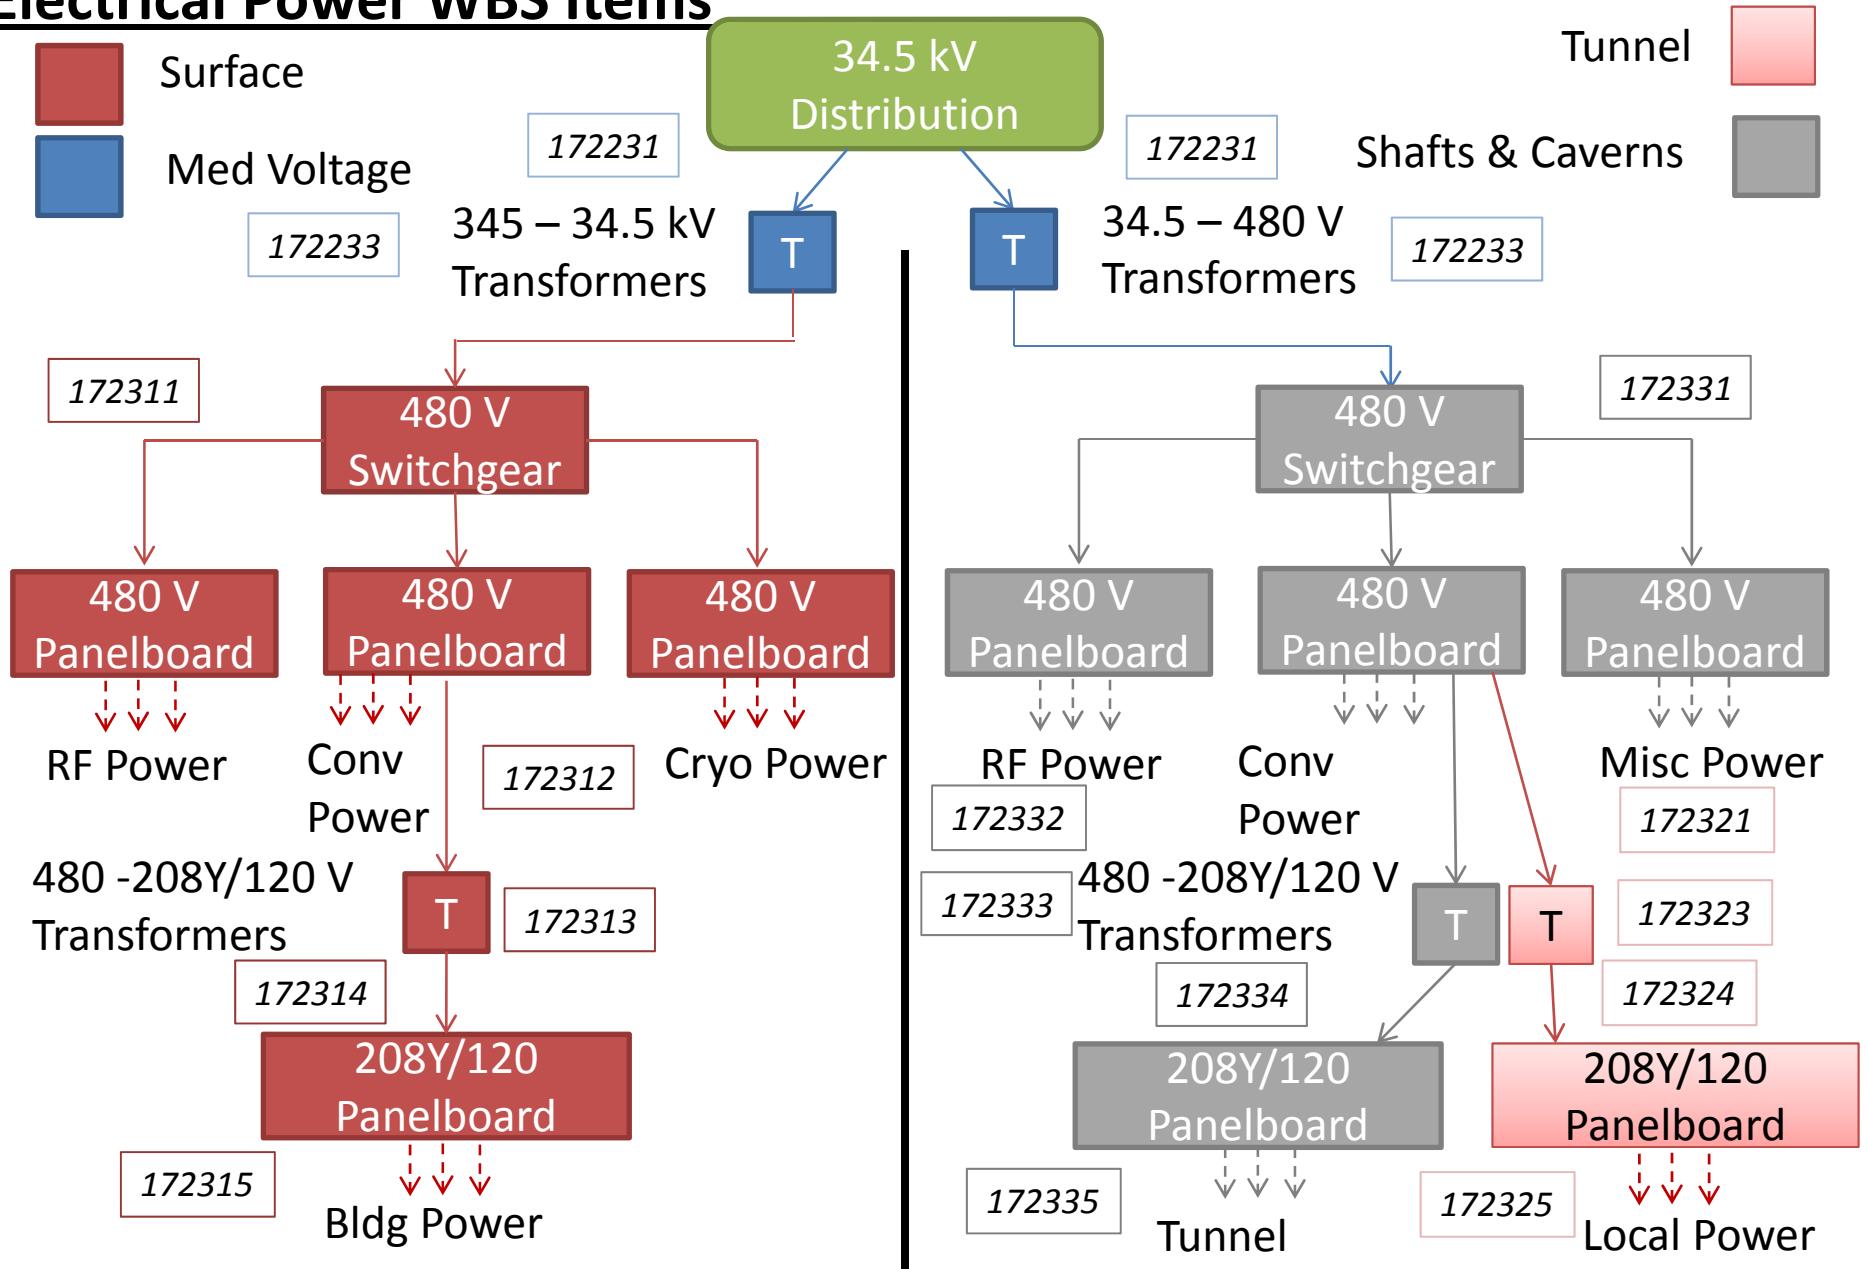 Electrical Power WBS Items
Surface
Med Voltage
34.5 kV
Distribution
Tunnel
Shafts & Caverns
172231
172231
172233
345 – 34.5 kV
Transformers
T
T
34.5 – 480 V
Transformers
172233
172311
480 V
Switchgear
480 V
Switchgear
172331
480 V
Panelboard
480 V
Panelboard
480 V
Panelboard
480 V
Panelboard
480 V
Panelboard
480 V
Panelboard
RF Power
Conv
Power
172312
Cryo Power
RF Power
Conv
Power
Misc Power
172332
172321
480 -208Y/120 V
Transformers
T
172313
172333
480 -208Y/120 V
Transformers
T
T
172323
172314
172334
172324
208Y/120
Panelboard
208Y/120
Panelboard
208Y/120
Panelboard
172315
Bldg Power
172335
Tunnel
172325
Local Power